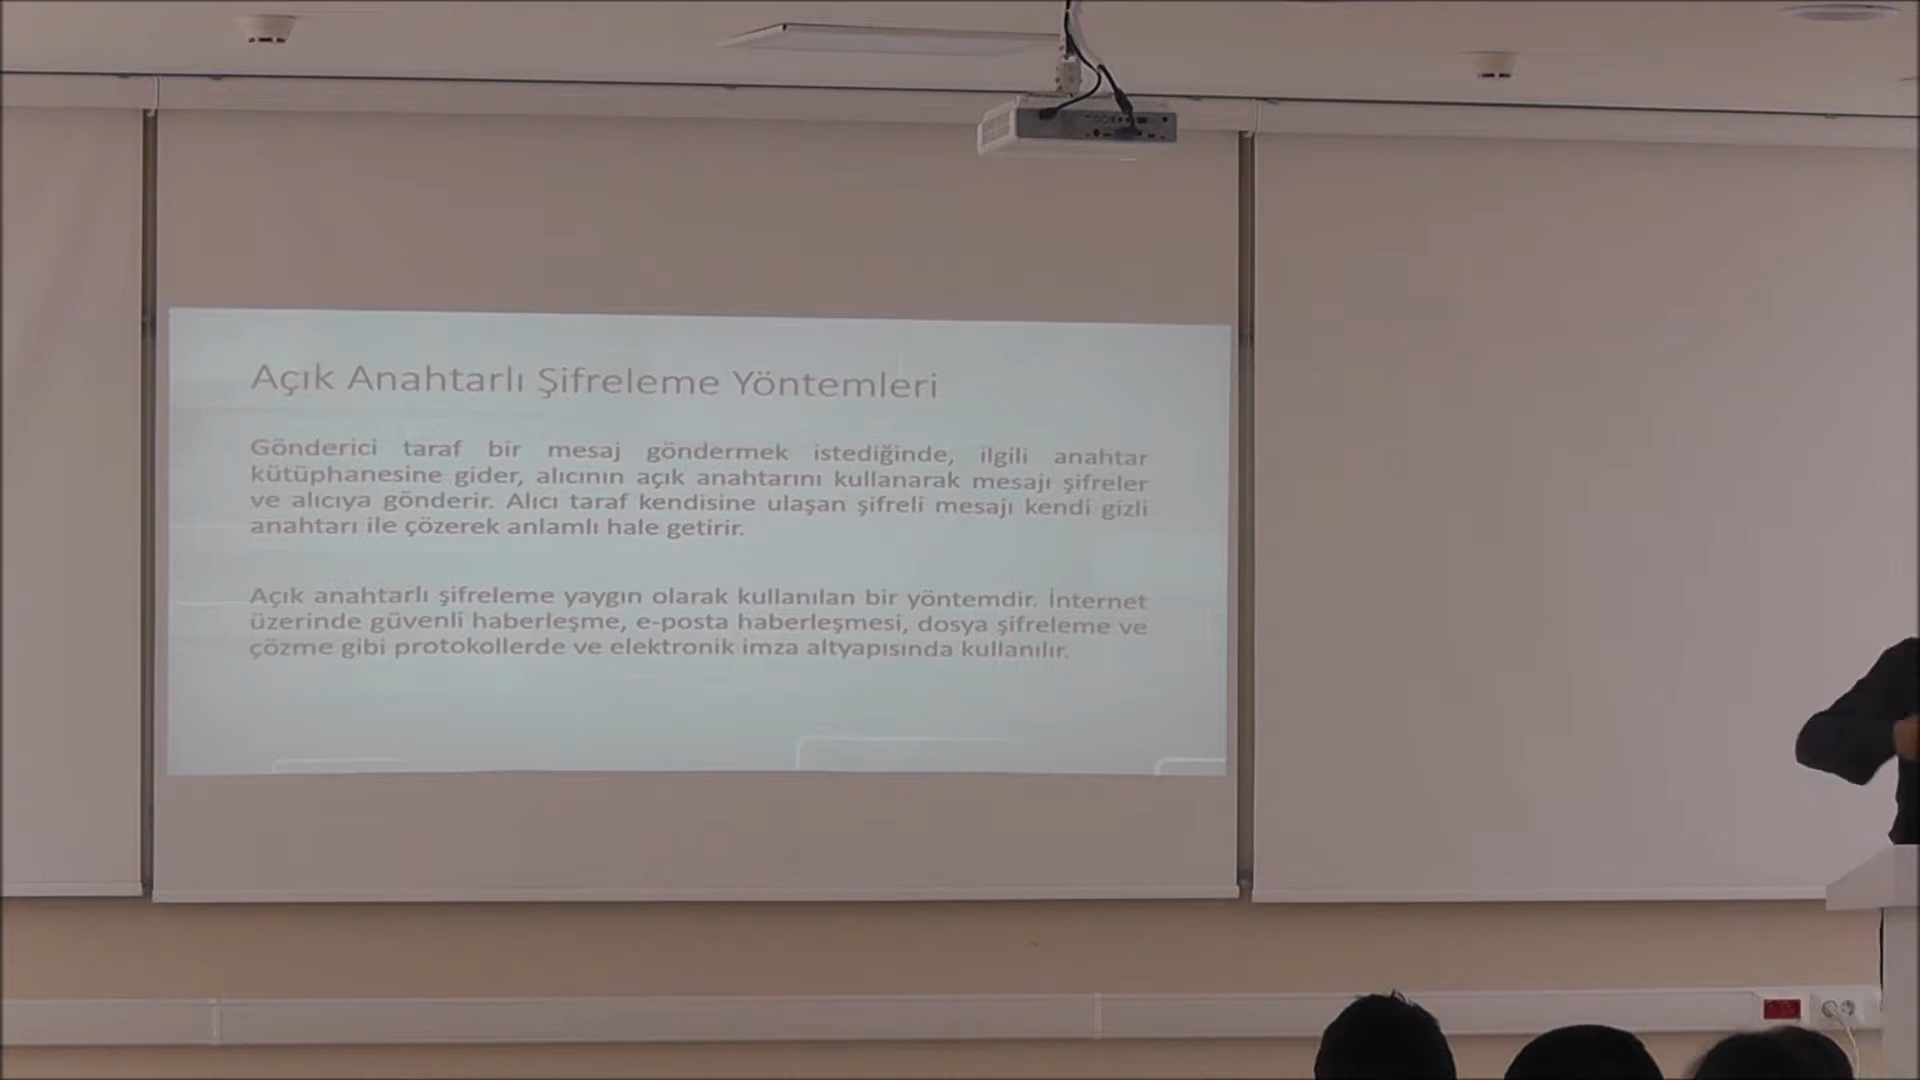 Açık Anahtarlı Şifreleme Yöntemleri
Gönderici taraf bir mesaj göndermek istediğinde, ilgili anahtar
kütüphanesine gider, alıcının açık anahtarını kullanarak mesajı şifreler
ve alıcıya gönderir. Alıcı taraf kendisine ulaşan şifreli mesajı kendi gizli
anahtarı ile çözerek anlamlı hale getirir.
Açık anahtarlı şifreleme yaygın olarak kullanılan bir yöntemdir. İnternet
üzerinde güvenli haberleşme, e-posta haberleşmesi, dosya şifreleme ve
çözme gibi protokollerde ve elektronik imza altyapısında kullanılır.